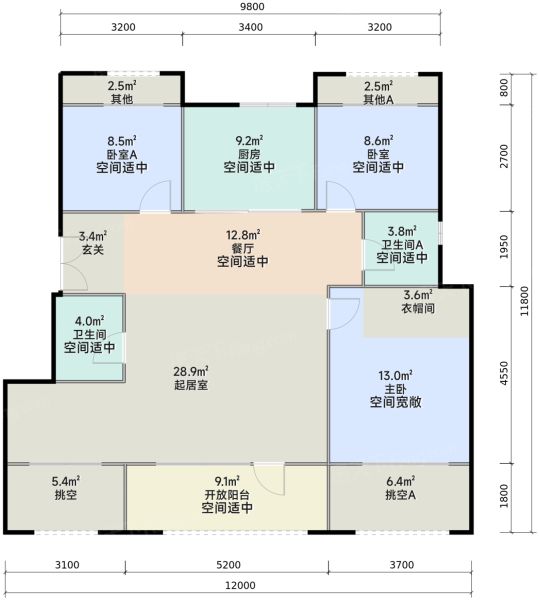 9800
3200 3400 3200
2.5㎡
其他
2.5㎡
其他A
800
8.5㎡
卧室A
空间适中
9.2㎡
厨房
空间适中
8.6㎡
卧室
空间适中
2700
3.4㎡
玄关
12.8㎡
餐厅
空间适中
3.8㎡
卫生间A
空间适中
1950
11800
4.0㎡
卫生间
空间适中
3.6㎡
衣帽间
28.9㎡
起居室
13.0㎡
主卧
空间宽敞
4550
5.4㎡
挑空
9.1㎡
开放阳台
空间适中
6.4㎡
挑空A
1800
3100 5200 3700
12000